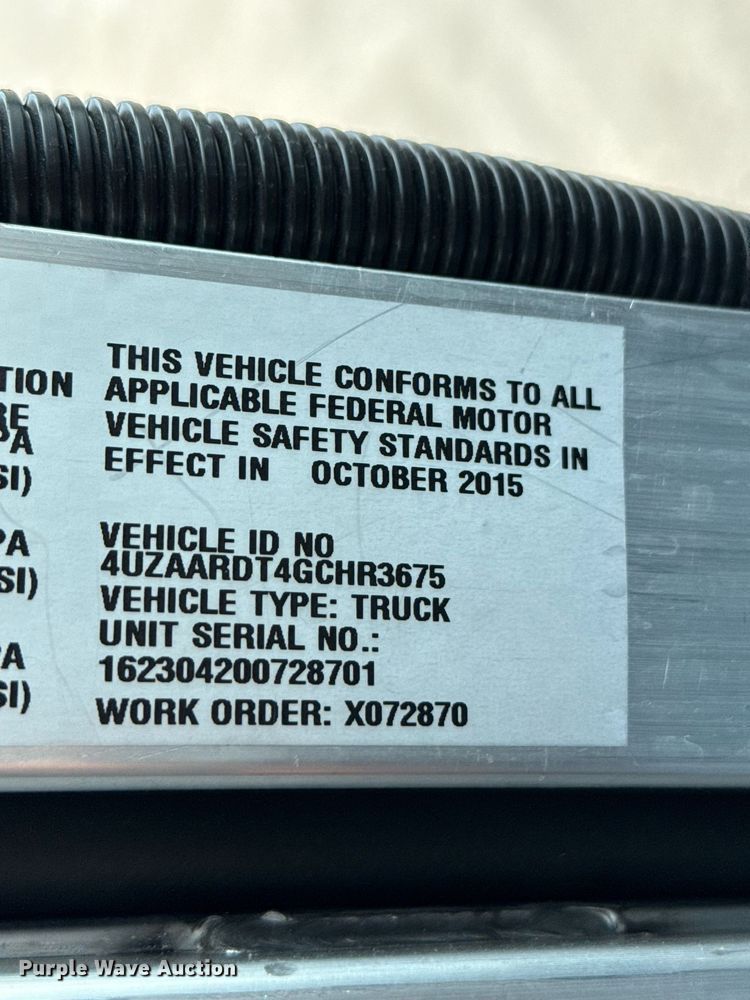 TION
RE
PA
SI)
PA
SI)
PA
SI)
THIS VEHICLE CONFORMS TO ALL
APPLICABLE FEDERAL MOTOR
VEHICLE SAFETY STANDARDS IN
EFFECT IN OCTOBER 2015
VEHICLE ID NO
4UZAARDT4GCHR3675
VEHICLE TYPE: TRUCK
UNIT SERIAL NO.:
162304200728701
WORK ORDER: X072870
Purple Wave Auction